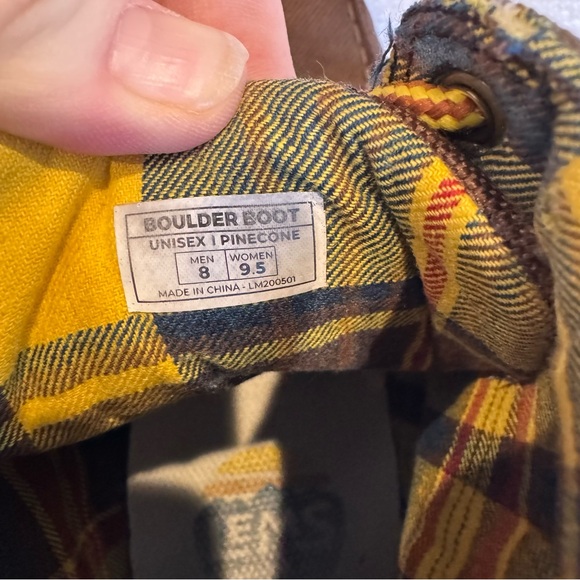 BOULDER BOOT
UNISEX | PINECONE
MEN WOMEN
8 9.5
MADE IN CHINA - LM200501